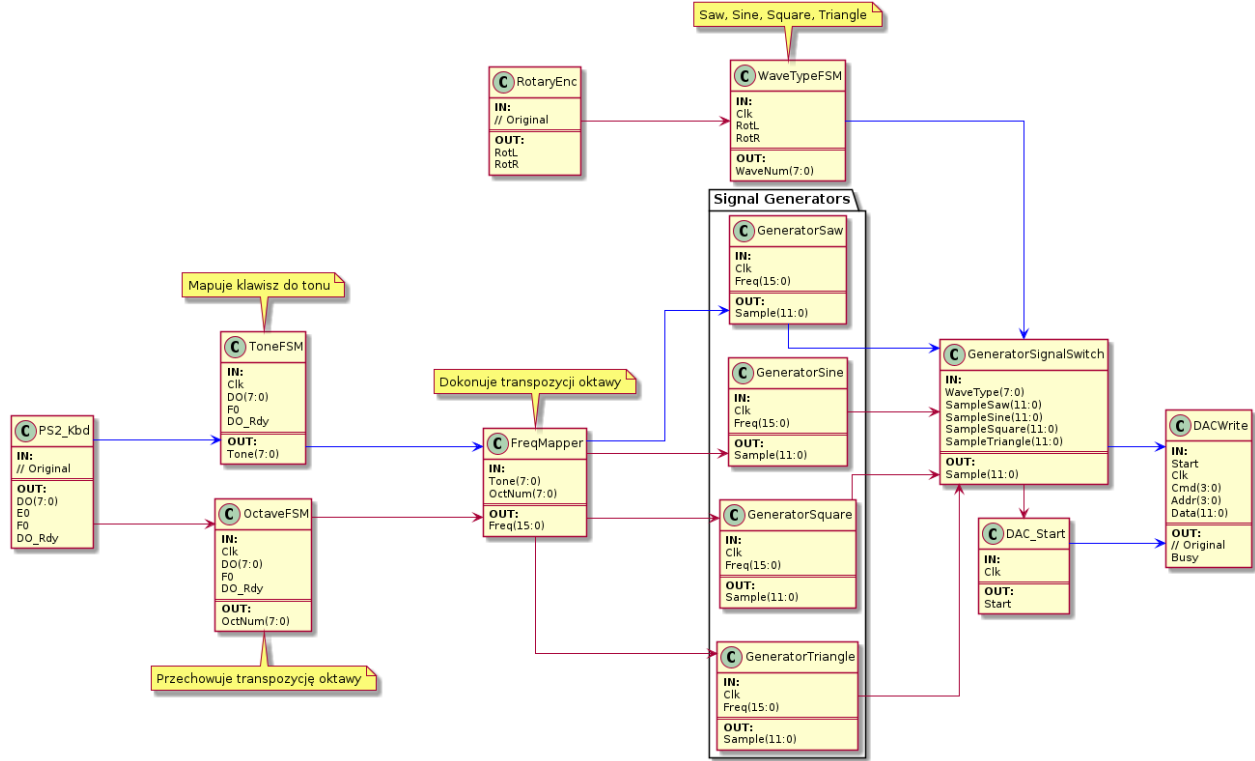 Saw, Sine, Square, Triangle
C RotaryEnc
IN:
// Original
OUT:
RotL
RotR
C WaveTypeFSM
IN:
Clk
RotL
RotR
OUT:
WaveNum(7:0)
Signal Generators
C GeneratorSaw
IN:
Clk
Freq(15:0)
OUT:
Sample(11:0)
Mapuje klawisz do tonu
C ToneFSM
IN:
Clk
DO(7:0)
F0
DO_Rdy
OUT:
Tone(7:0)
C GeneratorSignalSwitch
IN:
WaveType(7:0)
SampleSaw(11:0)
SampleSine(11:0)
SampleSquare(11:0)
SampleTriangle(11:0)
OUT:
Sample(11:0)
C GeneratorSine
IN:
Clk
Freq(15:0)
OUT:
Sample(11:0)
Dokonuje transpozycji oktawy
C PS2_Kbd
IN:
// Original
OUT:
DO(7:0)
E0
F0
DO_Rdy
C FreqMapper
IN:
Tone(7:0)
OctNum(7:0)
OUT:
Freq(15:0)
C DACWrite
IN:
Start
Clk
Cmd(3:0)
Addr(3:0)
Data(11:0)
OUT:
// Original
Busy
C OctaveFSM
IN:
Clk
DO(7:0)
F0
DO_Rdy
OUT:
OctNum(7:0)
C GeneratorSquare
IN:
Clk
Freq(15:0)
OUT:
Sample(11:0)
C DAC_Start
IN:
Clk
OUT:
Start
C GeneratorTriangle
IN:
Clk
Freq(15:0)
OUT:
Sample(11:0)
Przechowuje transpozycję oktawy